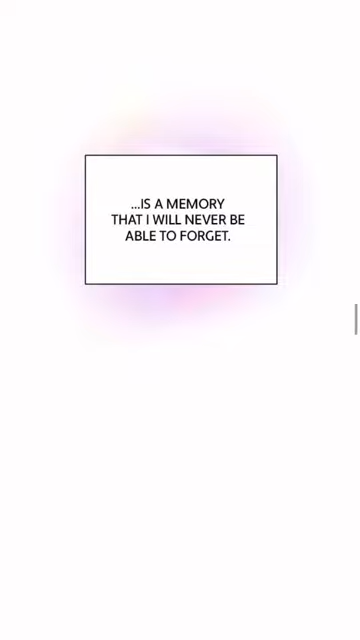 ...IS A MEMORY
THAT I WILL NEVER BE
ABLE TO FORGET.